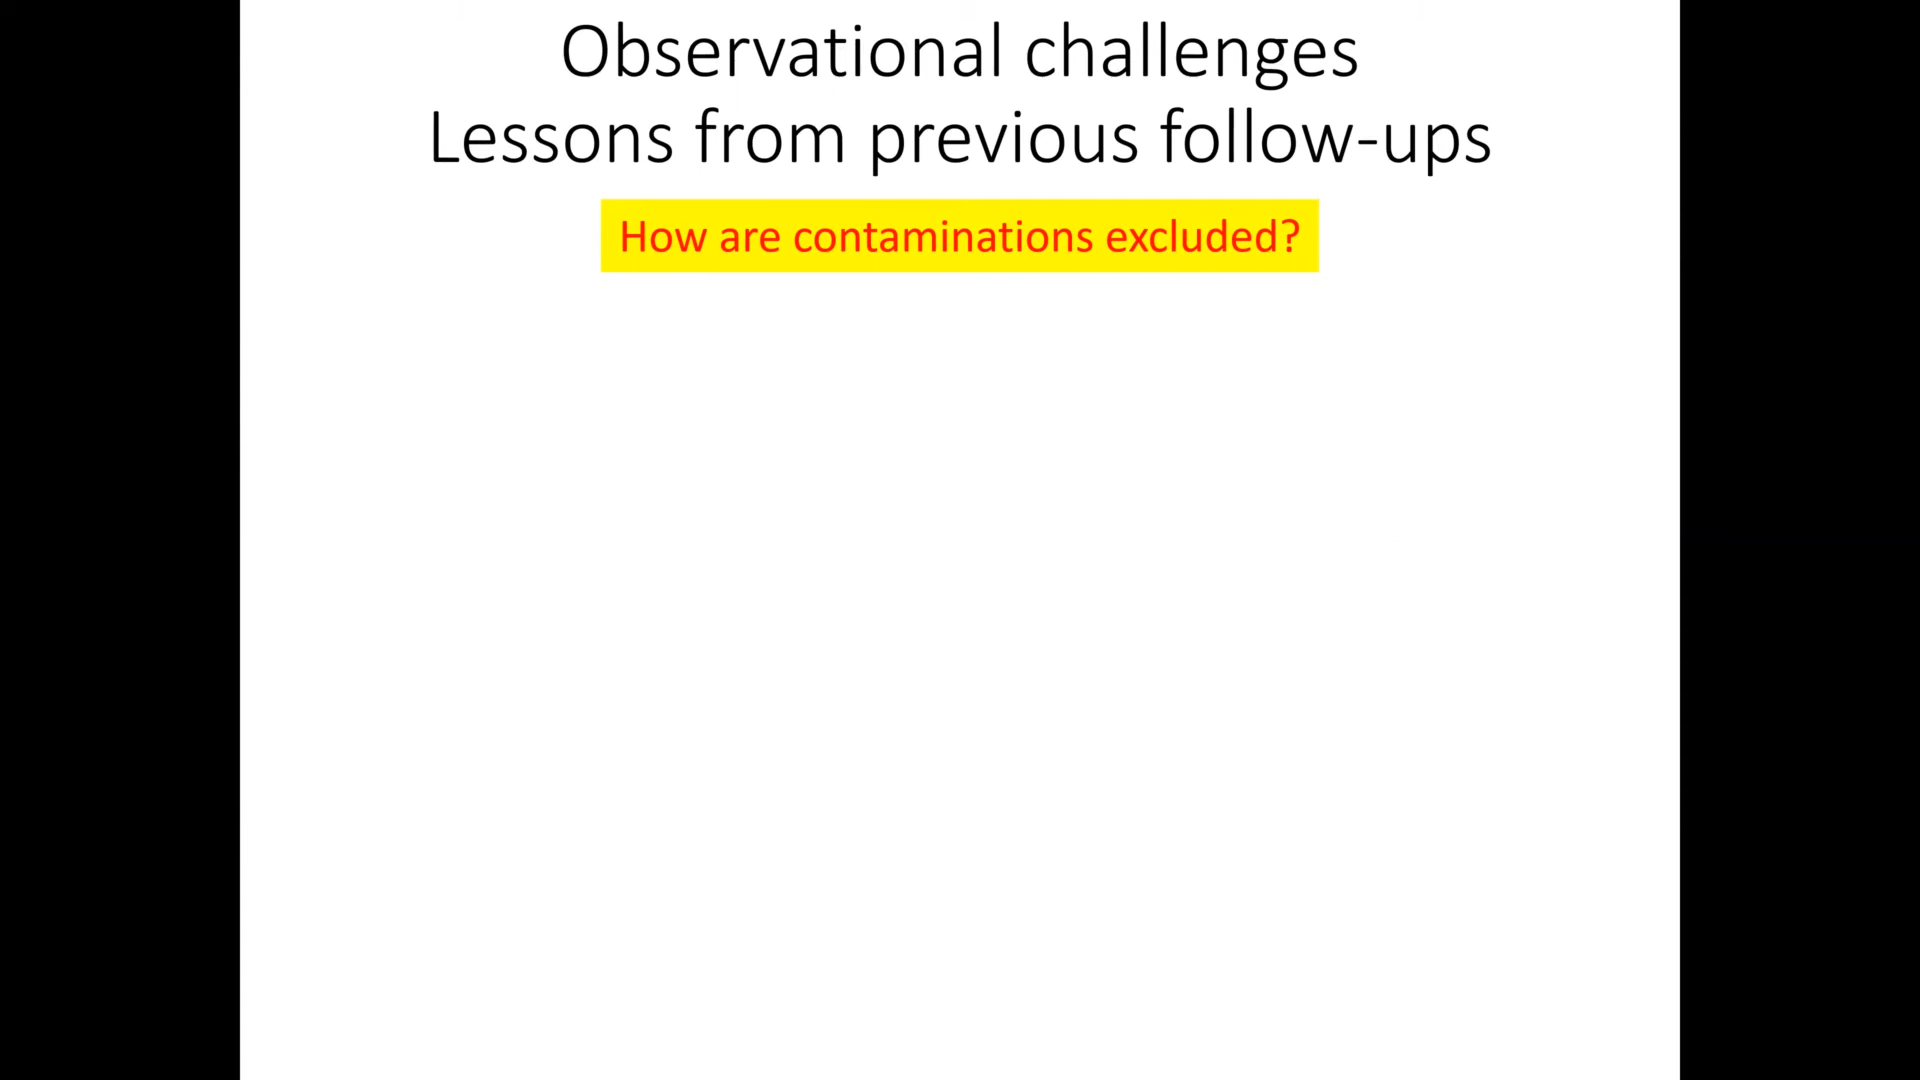 Observational challenges
Lessons from previous follow-ups
How are contaminations excluded?